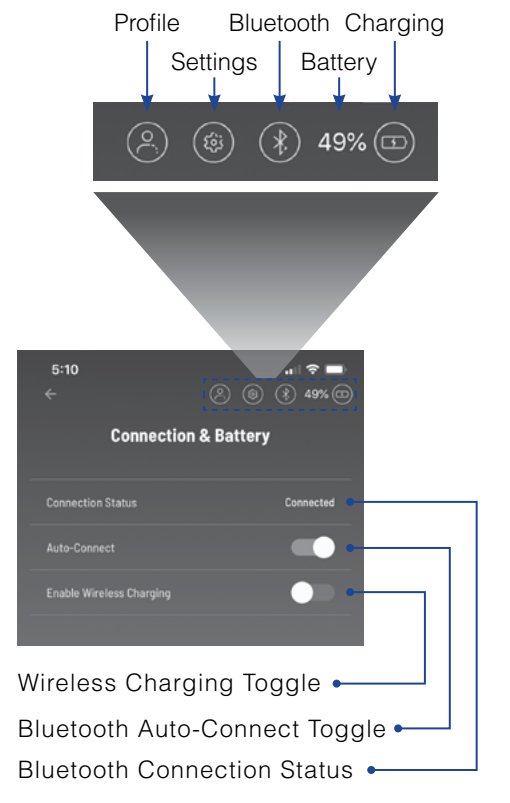 Profile Bluetooth Charging
Settings Battery
49%
5:10
49%
Connection & Battery
Connection Status Connected
Auto-Connect
Enable Wireless Charging
Wireless Charging Toggle
Bluetooth Auto-Connect Toggle
Bluetooth Connection Status